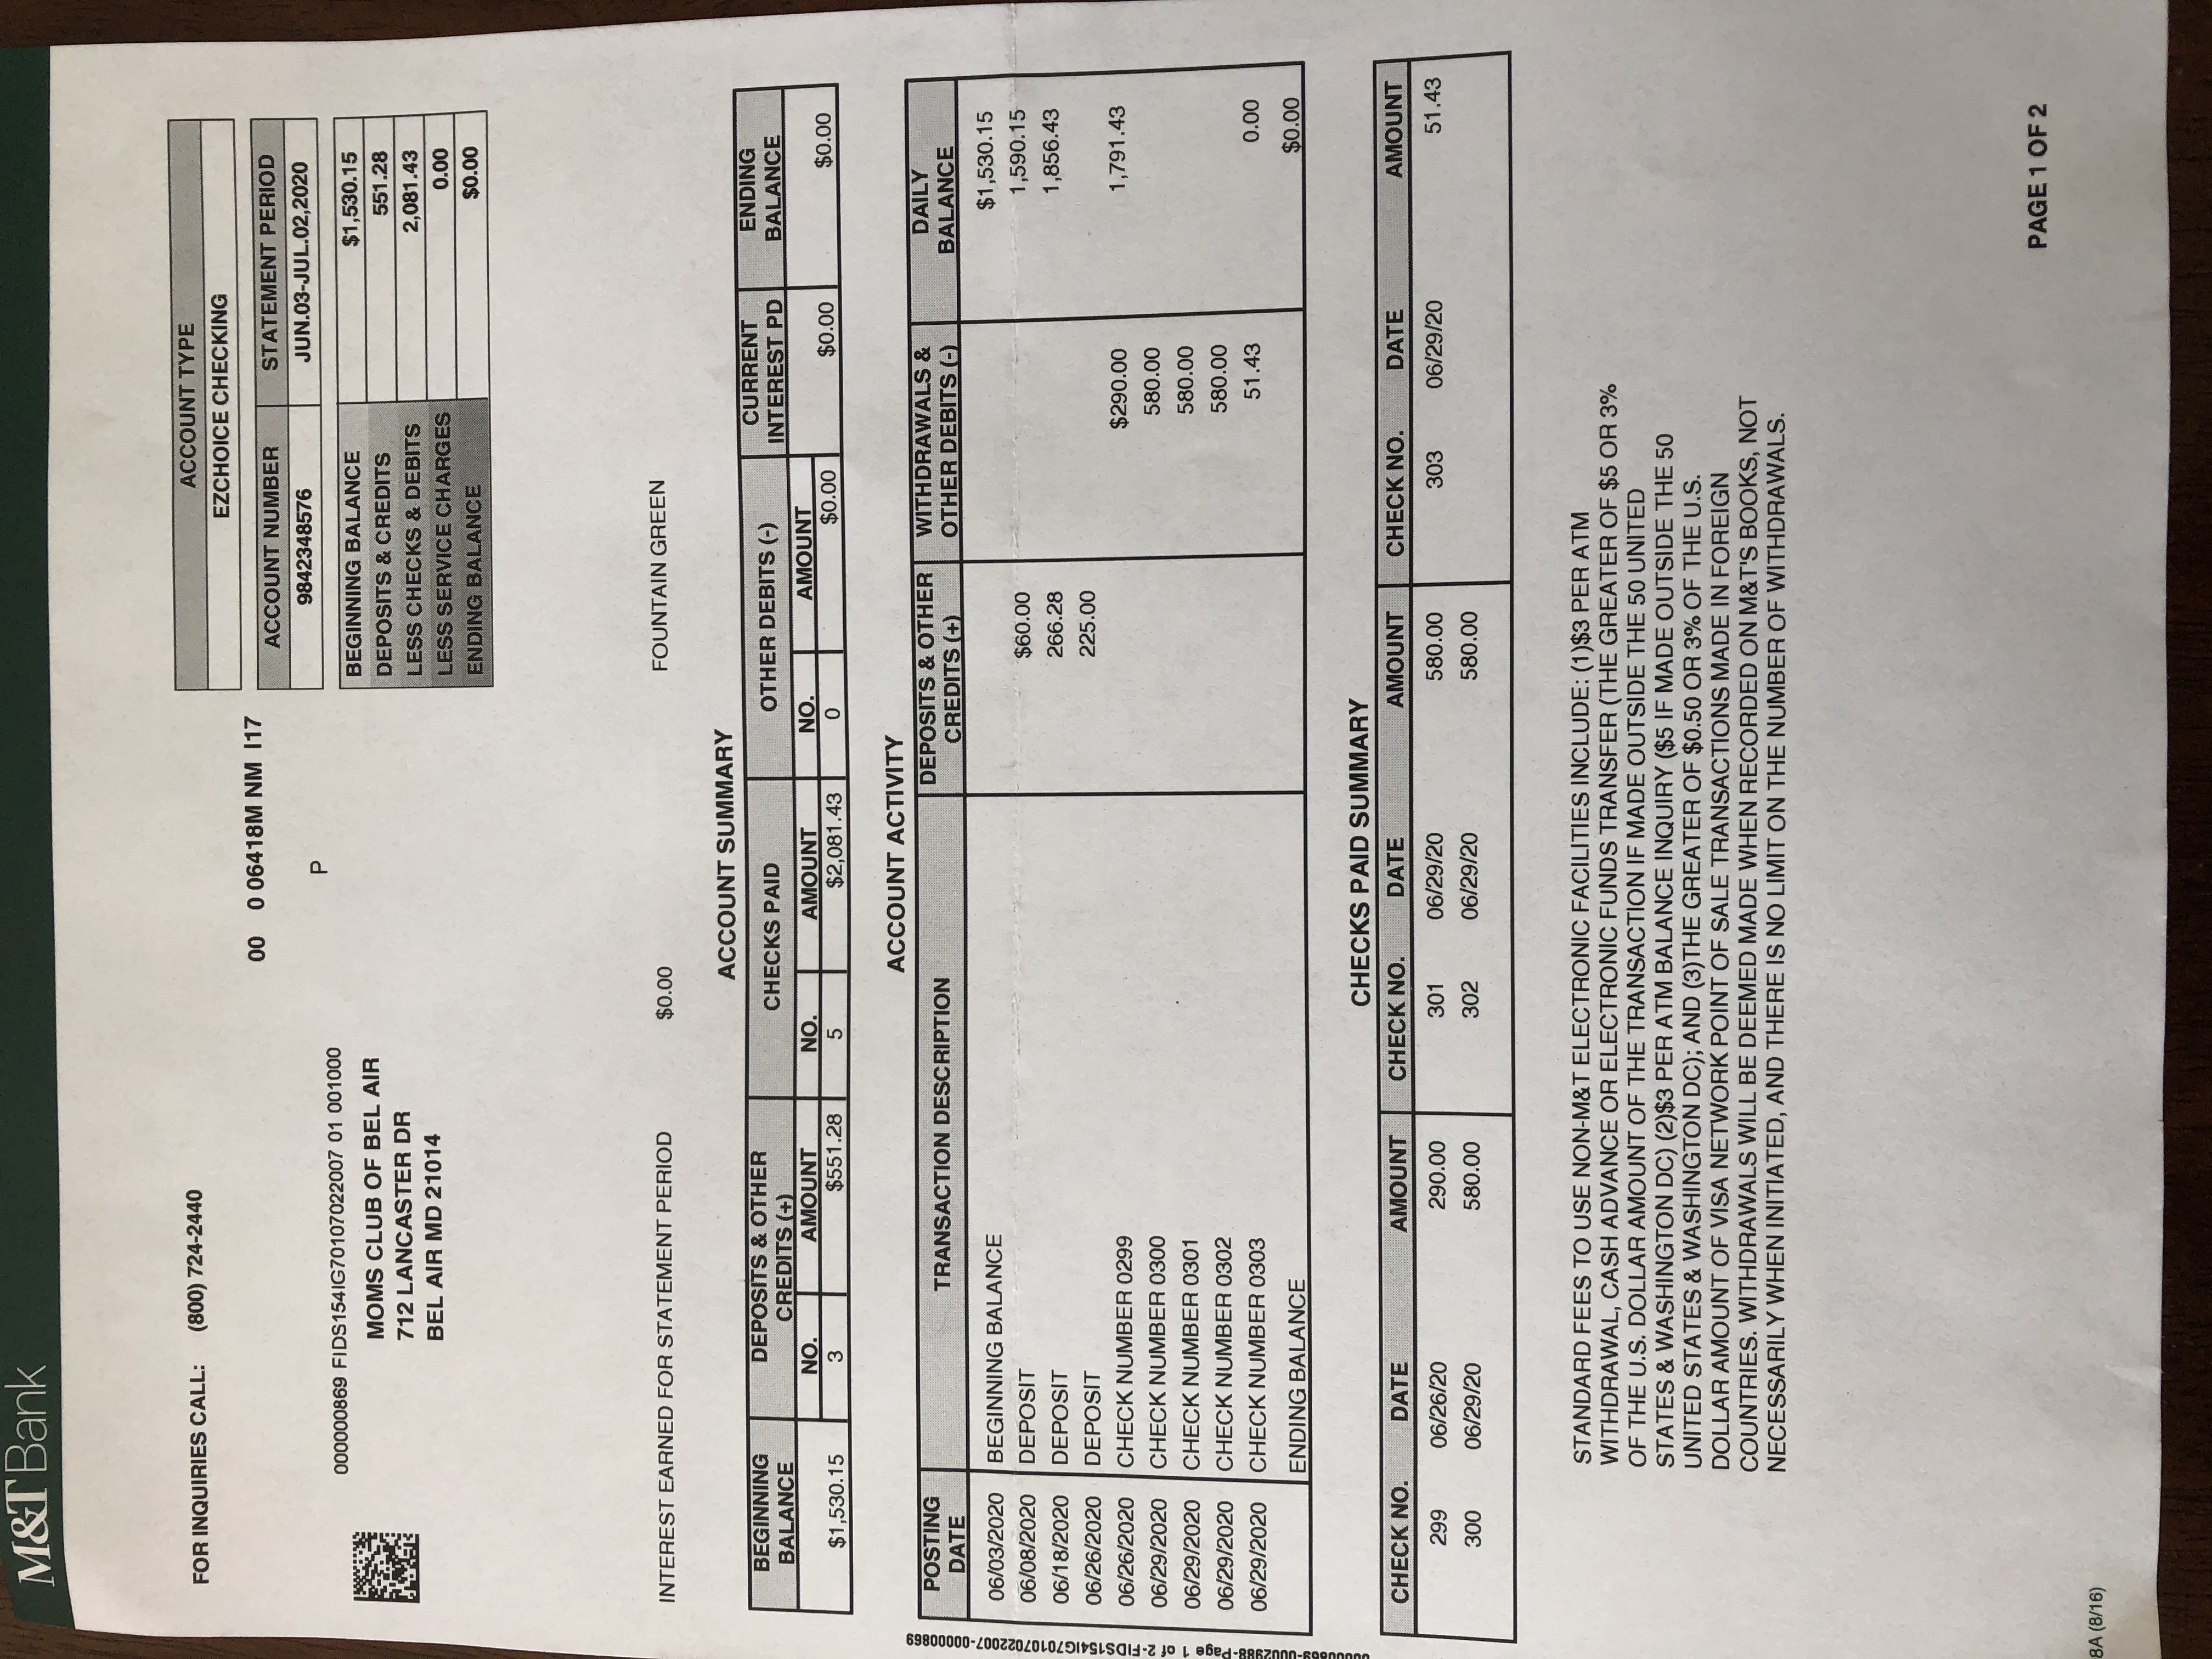 M&T Bank
FOR INQUIRIES CALL: (800) 724-2440
ACCOUNT TYPE
EZCHOICE CHECKING
00 0 06418M NM I17
ACCOUNT NUMBER STATEMENT PERIOD
9842348576 JUN.03-JUL.02,2020
P
000000869 FIDS154IG70107022007 01 001000
MOMS CLUB OF BEL AIR
712 LANCASTER DR
BEL AIR MD 21014
BEGINNING BALANCE $1,530.15
DEPOSITS & CREDITS 551.28
LESS CHECKS & DEBITS 2,081.43
LESS SERVICE CHARGES 0.00
ENDING BALANCE $0.00
INTEREST EARNED FOR STATEMENT PERIOD $0.00 FOUNTAIN GREEN
ACCOUNT SUMMARY
BEGINNING BALANCE DEPOSITS & OTHER CREDITS (+) CHECKS PAID OTHER DEBITS (-) CURRENT INTEREST PD ENDING BALANCE
NO. AMOUNT NO. AMOUNT NO. AMOUNT
$1,530.15 3 $551.28 5 $2,081.43 0 $0.00 $0.00 $0.00
ACCOUNT ACTIVITY
POSTING DATE TRANSACTION DESCRIPTION DEPOSITS & OTHER CREDITS (+) WITHDRAWALS & OTHER DEBITS (-) DAILY BALANCE
06/03/2020 BEGINNING BALANCE $1,530.15
06/08/2020 DEPOSIT $60.00 1,590.15
06/18/2020 DEPOSIT 266.28 1,856.43
06/26/2020 DEPOSIT 225.00
06/26/2020 CHECK NUMBER 0299 $290.00 1,791.43
06/29/2020 CHECK NUMBER 0300 580.00
06/29/2020 CHECK NUMBER 0301 580.00
06/29/2020 CHECK NUMBER 0302 580.00
06/29/2020 CHECK NUMBER 0303 51.43 0.00
ENDING BALANCE $0.00
CHECKS PAID SUMMARY
CHECK NO. DATE AMOUNT CHECK NO. DATE AMOUNT CHECK NO. DATE AMOUNT
299 06/26/20 290.00 301 06/29/20 580.00 303 06/29/20 51.43
300 06/29/20 580.00 302 06/29/20 580.00
STANDARD FEES TO USE NON-M&T ELECTRONIC FACILITIES INCLUDE: (1)$3 PER ATM
WITHDRAWAL, CASH ADVANCE OR ELECTRONIC FUNDS TRANSFER (THE GREATER OF $5 OR 3%
OF THE U.S. DOLLAR AMOUNT OF THE TRANSACTION IF MADE OUTSIDE THE 50 UNITED
STATES & WASHINGTON DC) (2)$3 PER ATM BALANCE INQUIRY ($5 IF MADE OUTSIDE THE 50
UNITED STATES & WASHINGTON DC); AND (3)THE GREATER OF $0.50 OR 3% OF THE U.S.
DOLLAR AMOUNT OF VISA NETWORK POINT OF SALE TRANSACTIONS MADE IN FOREIGN
COUNTRIES. WITHDRAWALS WILL BE DEEMED MADE WHEN RECORDED ON M&T'S BOOKS, NOT
NECESSARILY WHEN INITIATED, AND THERE IS NO LIMIT ON THE NUMBER OF WITHDRAWALS.
PAGE 1 OF 2
8A (8/16)
Page 1 of 2-FIDS154IG70107022007-00000869